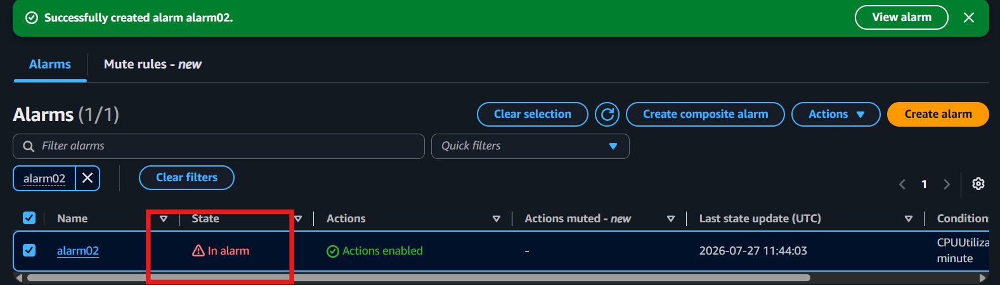 Successfully created alarm alarm02.
View alarm
Alarms
Mute rules - new
Alarms (1/1)
Clear selection
Create composite alarm
Actions
Create alarm
Filter alarms
Quick filters
alarm02
Clear filters
1
Name State Actions Actions muted - new Last state update (UTC) Condition
alarm02 In alarm Actions enabled - 2026-07-27 11:44:03 CPUUtiliza
minute